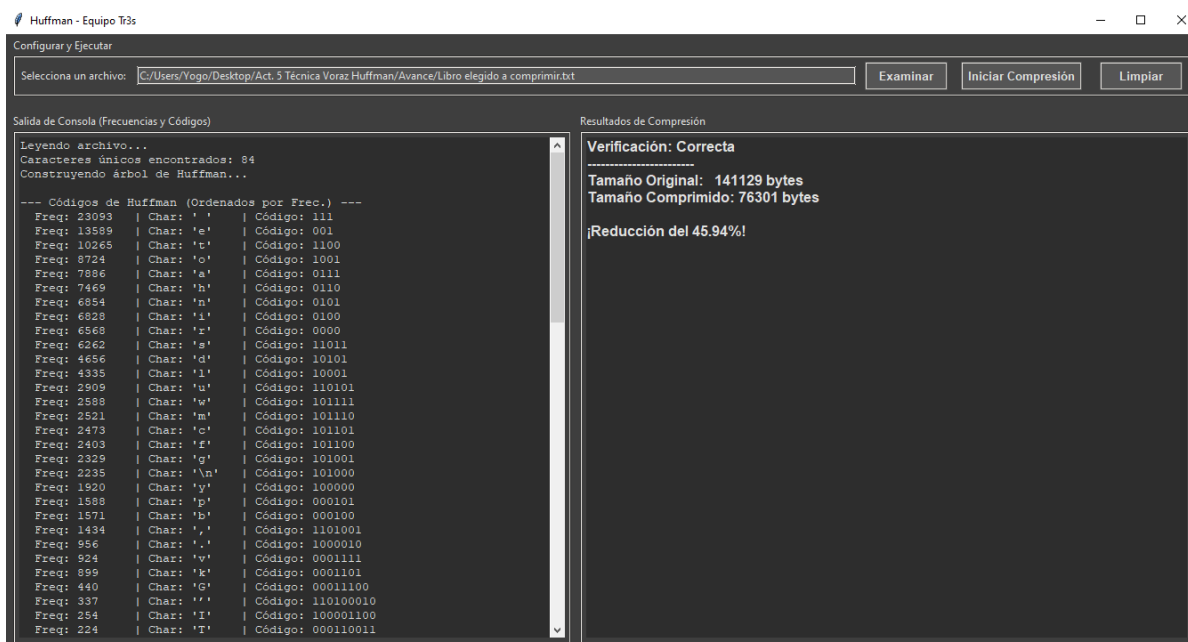 Huffman - Equipo Tr3s
Configurar y Ejecutar
Selecciona un archivo: C:/Users/Yogo/Desktop/Act. 5 Técnica Voraz Huffman/Avance/Libro elegido a comprimir.txt Examinar Iniciar Compresión Limpiar
Salida de Consola (Frecuencias y Códigos)
Leyendo archivo...
Caracteres únicos encontrados: 84
Construyendo árbol de Huffman...
--- Códigos de Huffman (Ordenados por Frec.) ---
Freq: 23093 | Char: ' ' | Código: 111
Freq: 13589 | Char: 'e' | Código: 001
Freq: 10265 | Char: 't' | Código: 1100
Freq: 8724 | Char: 'o' | Código: 1001
Freq: 7886 | Char: 'a' | Código: 0111
Freq: 7469 | Char: 'h' | Código: 0110
Freq: 6854 | Char: 'n' | Código: 0101
Freq: 6828 | Char: 'i' | Código: 0100
Freq: 6568 | Char: 'r' | Código: 0000
Freq: 6262 | Char: 's' | Código: 11011
Freq: 4656 | Char: 'd' | Código: 10101
Freq: 4335 | Char: 'l' | Código: 10001
Freq: 2909 | Char: 'u' | Código: 110101
Freq: 2588 | Char: 'w' | Código: 101111
Freq: 2521 | Char: 'm' | Código: 101110
Freq: 2473 | Char: 'c' | Código: 101101
Freq: 2403 | Char: 'f' | Código: 101100
Freq: 2329 | Char: 'g' | Código: 101001
Freq: 2235 | Char: '\n' | Código: 101000
Freq: 1920 | Char: 'y' | Código: 100000
Freq: 1588 | Char: 'p' | Código: 000101
Freq: 1571 | Char: 'b' | Código: 000100
Freq: 1434 | Char: ',' | Código: 1101001
Freq: 956 | Char: '.' | Código: 1000010
Freq: 924 | Char: 'v' | Código: 0001111
Freq: 899 | Char: 'k' | Código: 0001101
Freq: 440 | Char: 'G' | Código: 00011100
Freq: 337 | Char: '’' | Código: 110100010
Freq: 254 | Char: 'I' | Código: 100001100
Freq: 224 | Char: 'T' | Código: 000110011
Resultados de Compresión
Verificación: Correcta
------------------------
Tamaño Original: 141129 bytes
Tamaño Comprimido: 76301 bytes
¡Reducción del 45.94%!